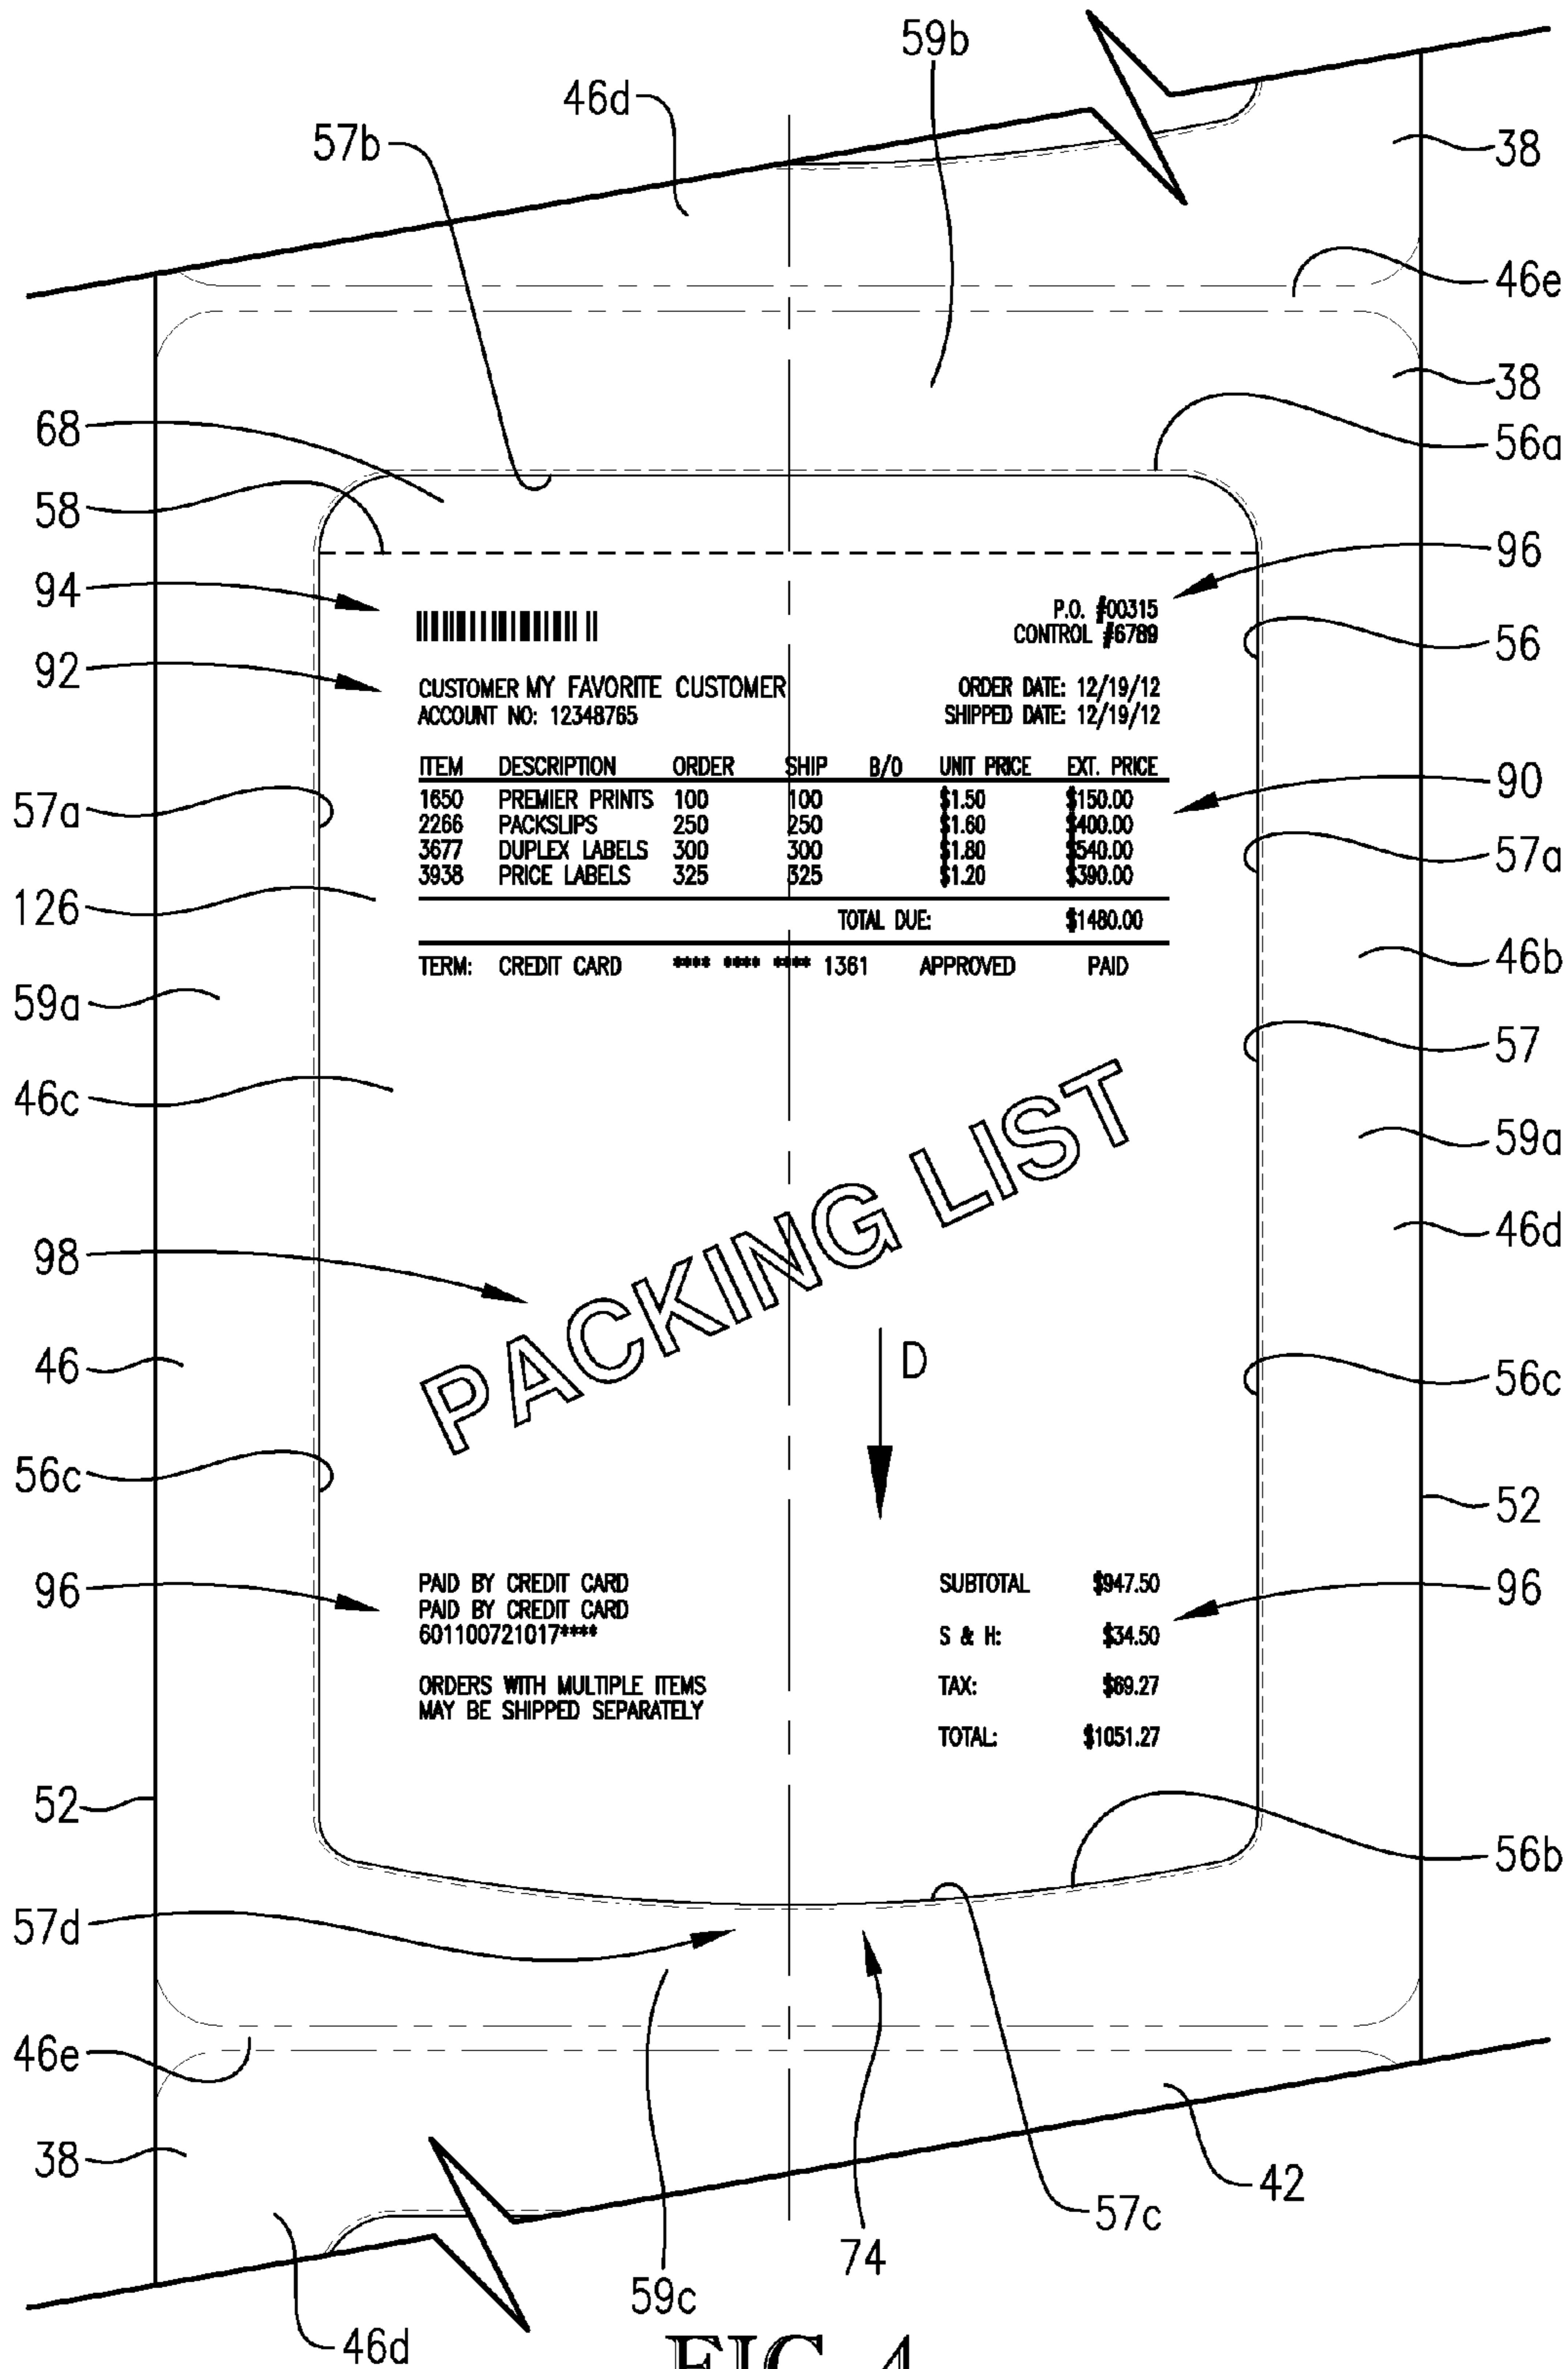 59b
46d
57b
38
46e
38
68
56a
58
96
94
P.O. #00315
CONTROL #6789
56
92
CUSTOMER MY FAVORITE CUSTOMER
ORDER DATE: 12/19/12
ACCOUNT NO: 12348765
SHIPPED DATE: 12/19/12
ITEM DESCRIPTION ORDER SHIP B/O UNIT PRICE EXT. PRICE
90
1650 PREMIER PRINTS 100 100 $1.50 $150.00
57a
2266 PACKSLIPS 250 250 $1.60 $400.00
3677 DUPLEX LABELS 300 300 $1.80 $540.00
57a
3938 PRICE LABELS 325 325 $1.20 $390.00
126
TOTAL DUE: $1480.00
46b
TERM: CREDIT CARD **** **** **** 1361 APPROVED PAID
59a
57
46c
59a
PACKING LIST
46d
98
46
D
56c
56c
52
96
PAID BY CREDIT CARD
SUBTOTAL $947.50
96
PAID BY CREDIT CARD
601100721017****
S & H: $34.50
ORDERS WITH MULTIPLE ITEMS
TAX: $69.27
MAY BE SHIPPED SEPARATELY
TOTAL: $1051.27
52
56b
57d
46e
38
42
57c
74
59c
46d
FIG. 4